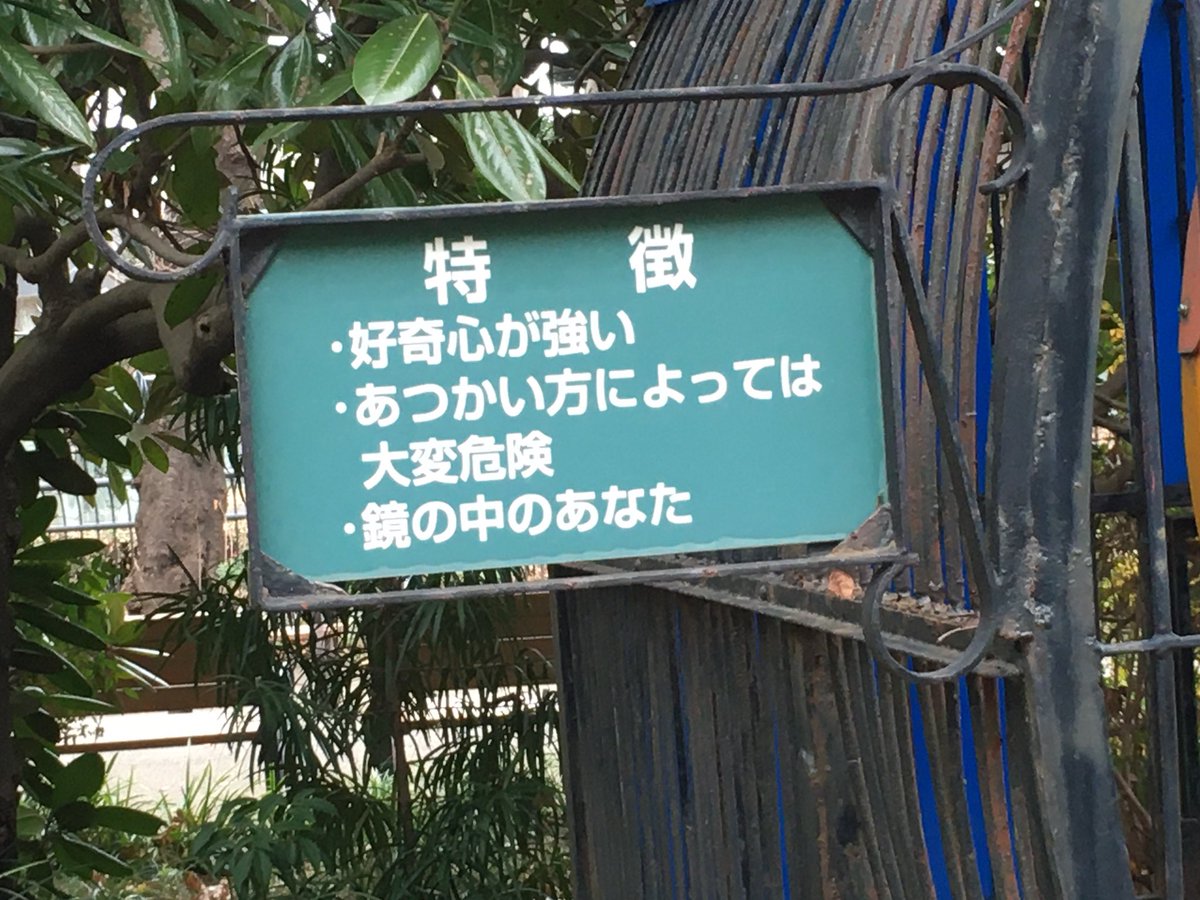 特 徴
・好奇心が強い
・あつかい方によっては
大変危険
・鏡の中のあなた